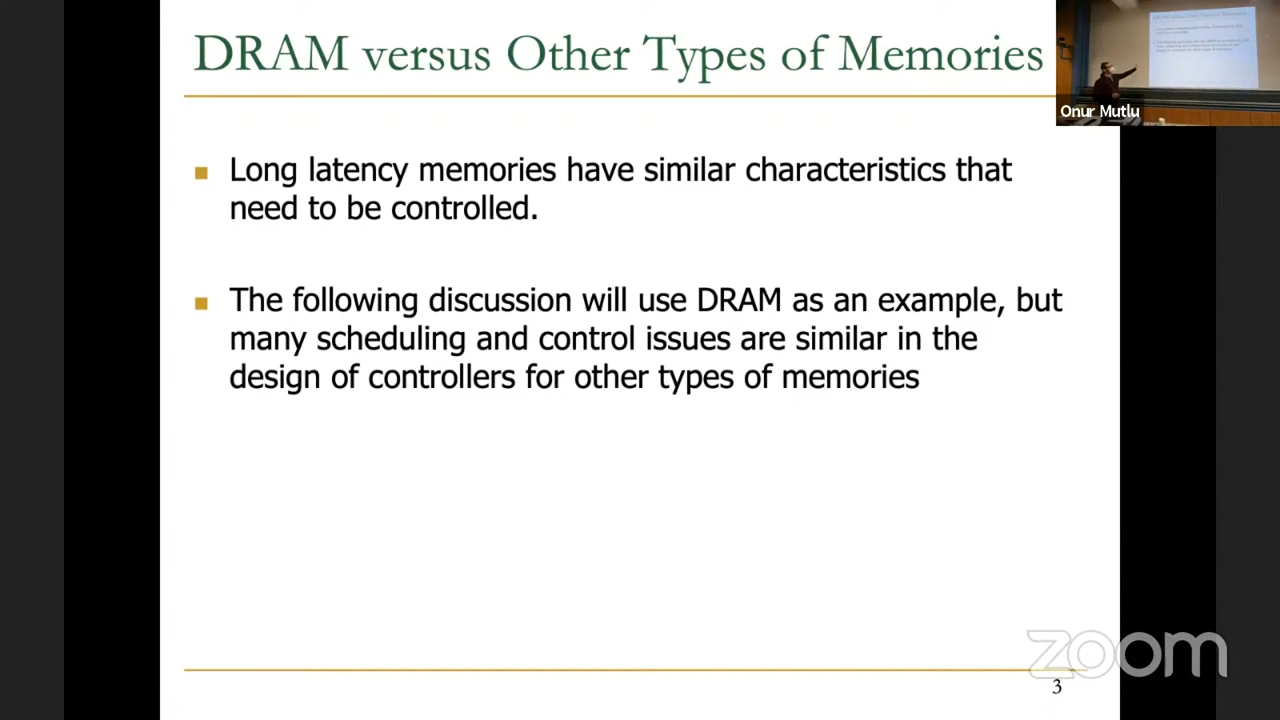 DRAM versus Other Types of Memories
Onur Mutlu
Long latency memories have similar characteristics that
need to be controlled.
The following discussion will use DRAM as an example, but
many scheduling and control issues are similar in the
design of controllers for other types of memories
zoom
3